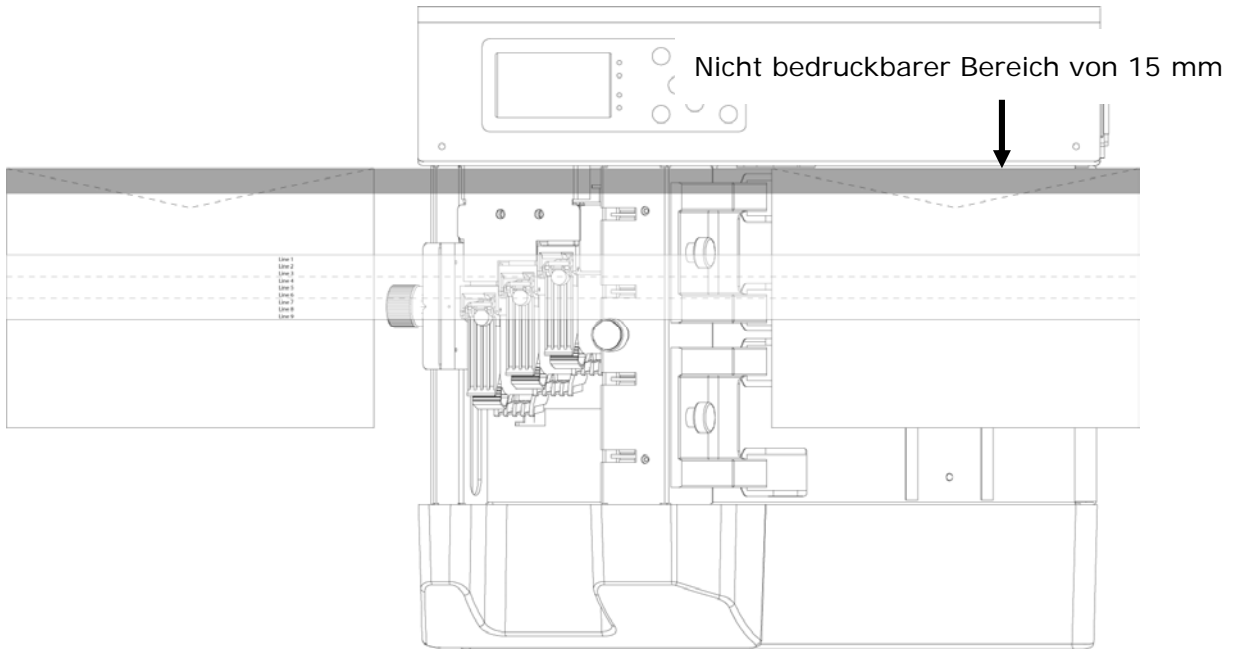 Nicht bedruckbarer Bereich von 15 mm
Line 1
Line 2
Line 3
Line 4
Line 5
Line 6
Line 7
Line 8
Line 9